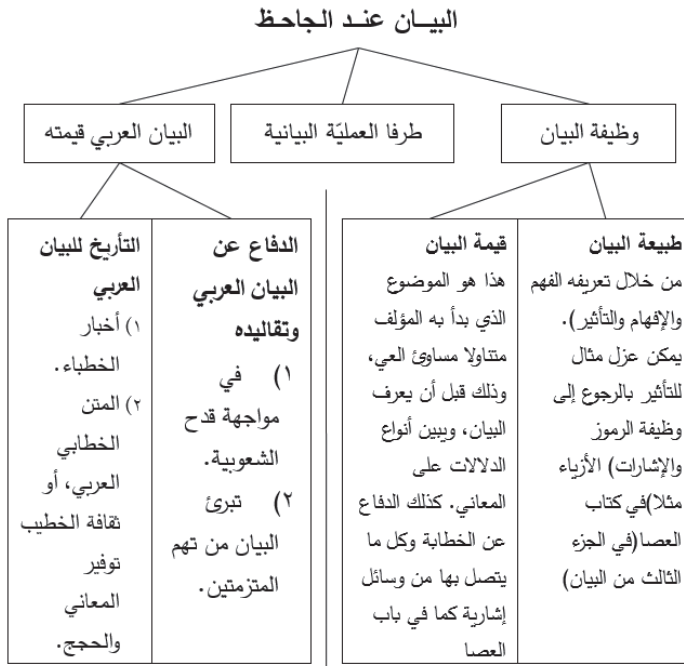 البيــان عنــد الجاحـظ
وظيفة البيان
طرفا العمليّة البيانية
البيان العربي قيمته
طبيعة البيان
من خلال تعريفه الفهم
والإفهام والتأثير).
يمكن عزل مثال
للتأثير بالرجوع إلى
وظيفة الرموز
والإشارات) الأزياء
مثلا)في كتاب
العصا(في الجزء
الثالث من البيان)
قيمة البيان
هذا هو الموضوع
الذي بدأ به المؤلف
متناولا مساوئ العي،
وذلك قبل أن يعرف
البيان، ويبين أنواع
الدلالات على
المعاني. كذلك الدفاع
عن الخطابة وكل ما
يتصل بها من وسائل
إشارية كما في باب
العصا
الدفاع عن
البيان العربي
وتقاليده
١) في
مواجهة قدح
الشعوبية.
٢) تبرئ
البيان من تهم
المتزمتين.
التأريخ للبيان
العربي
١) أخبار
الخطباء.
٢) المتن
الخطابي
العربي، أو
ثقافة الخطيب
توفير
المعاني
والحجج.